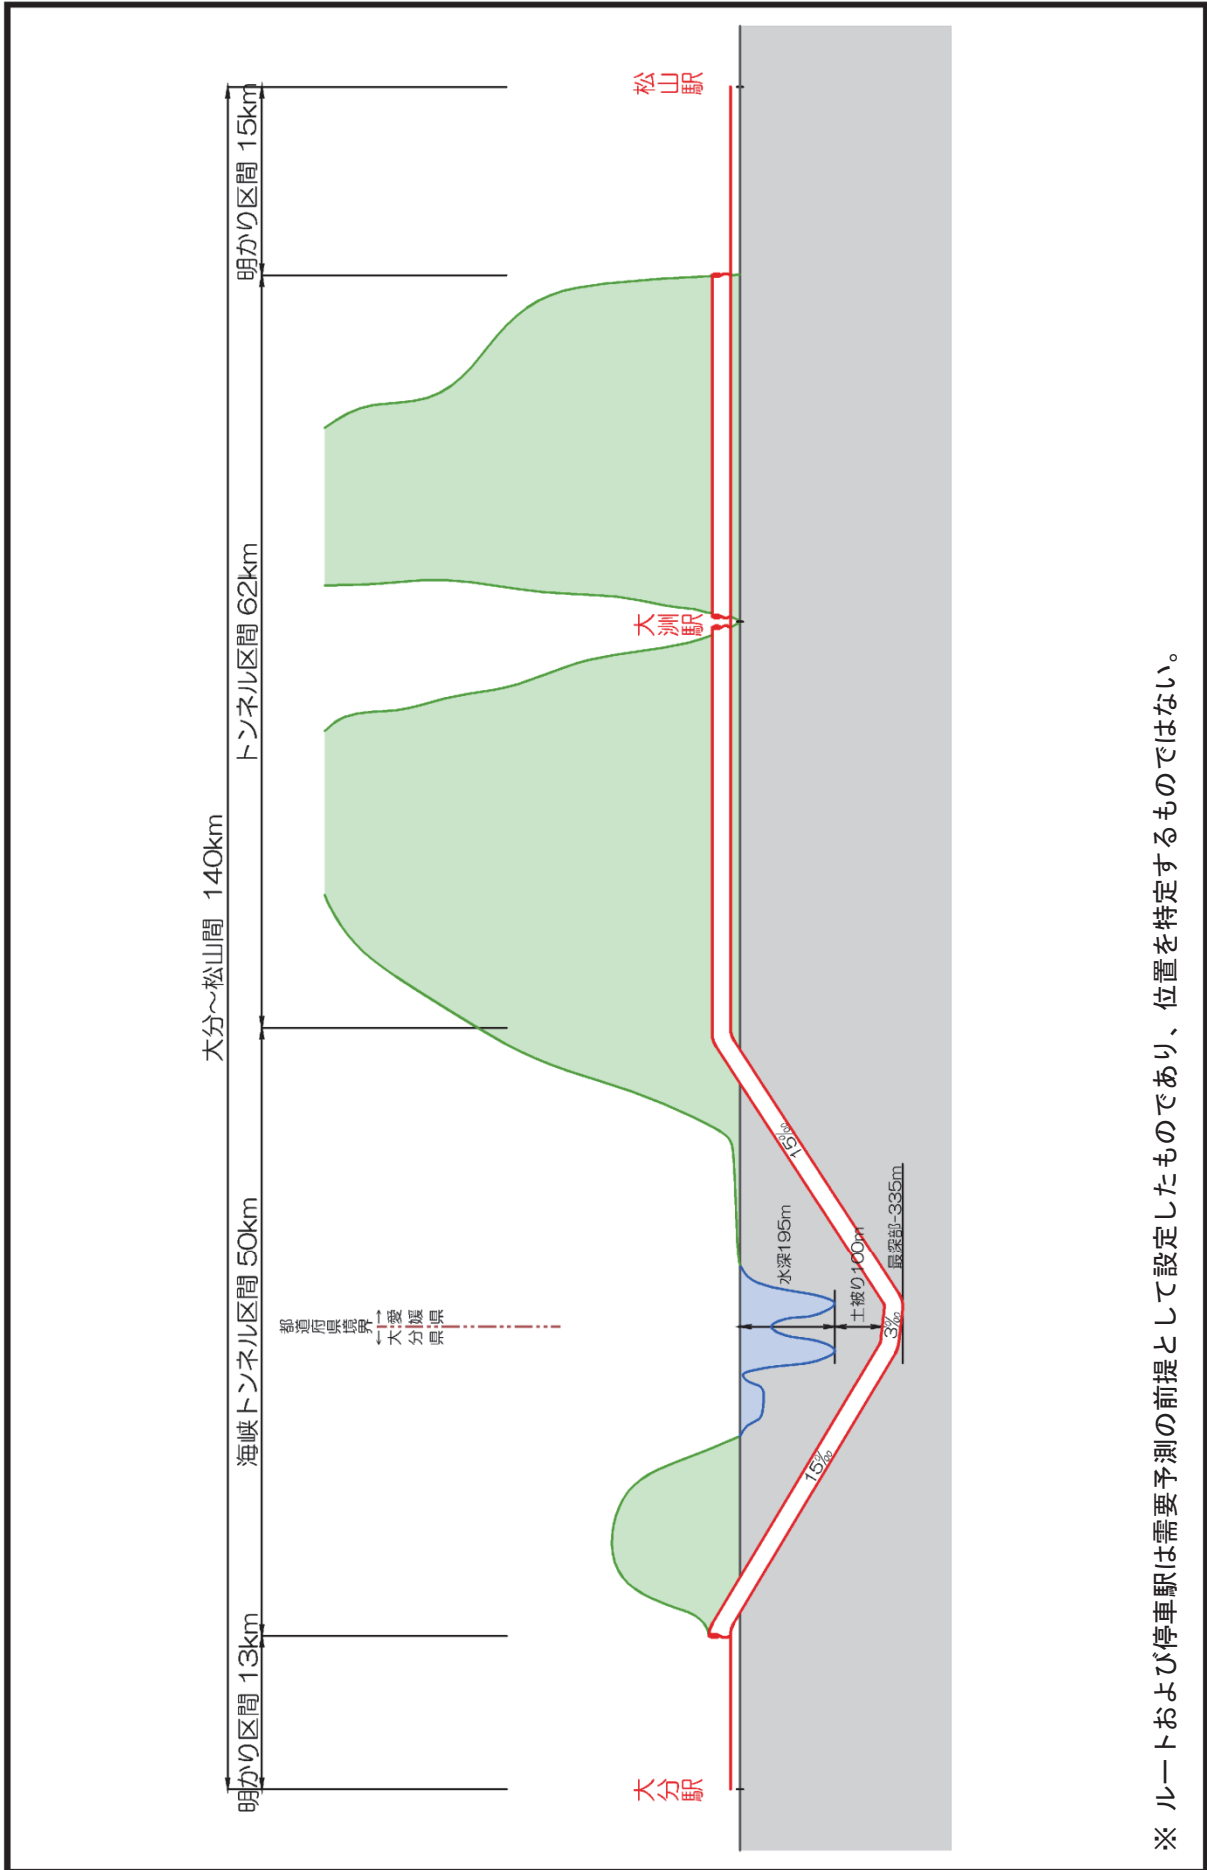 大分~松山間 140km
明かり区間 13km
海峡トンネル区間 50km
トンネル区間 62km
明かり区間 15km
都道府県境界
←大分県
愛媛県→
大分駅
大洲駅
松山駅
水深195m
土被り100m
最深部-335m
15‰
3‰
15‰
※ ルートおよび停車駅は需要予測の前提として設定したものであり、位置を特定するものではない。